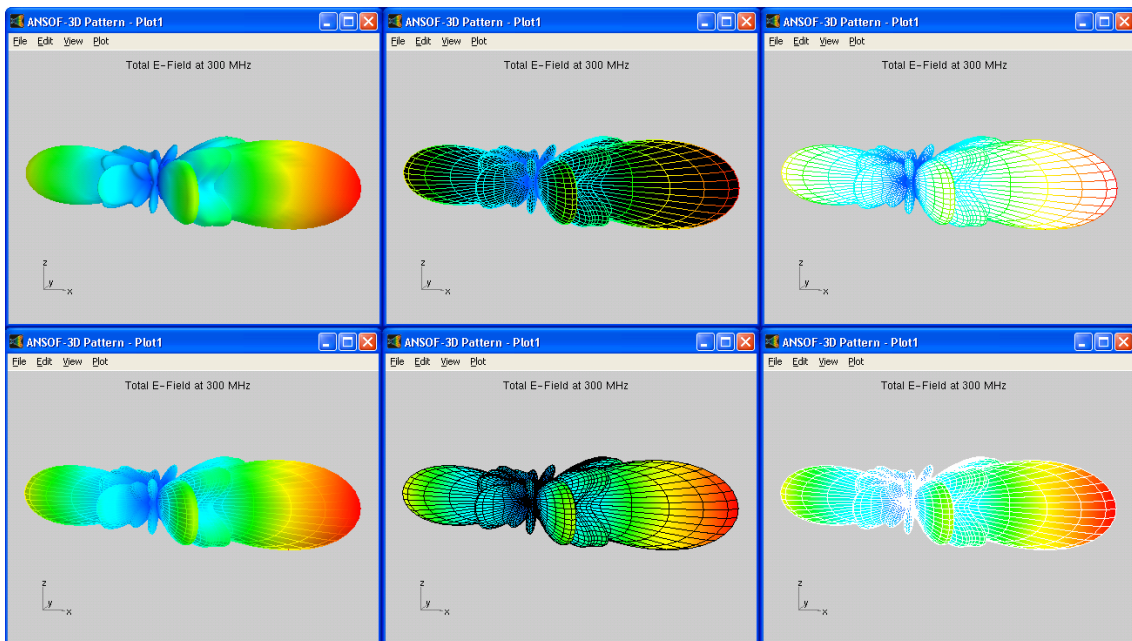 ANSOF-3D Pattern - Plot1
File Edit View Plot
Total E-Field at 300 MHz
z
y
x
ANSOF-3D Pattern - Plot1
File Edit View Plot
Total E-Field at 300 MHz
z
y
x
ANSOF-3D Pattern - Plot1
File Edit View Plot
Total E-Field at 300 MHz
z
y
x
ANSOF-3D Pattern - Plot1
File Edit View Plot
Total E-Field at 300 MHz
z
y
x
ANSOF-3D Pattern - Plot1
File Edit View Plot
Total E-Field at 300 MHz
z
y
x
ANSOF-3D Pattern - Plot1
File Edit View Plot
Total E-Field at 300 MHz
z
y
x